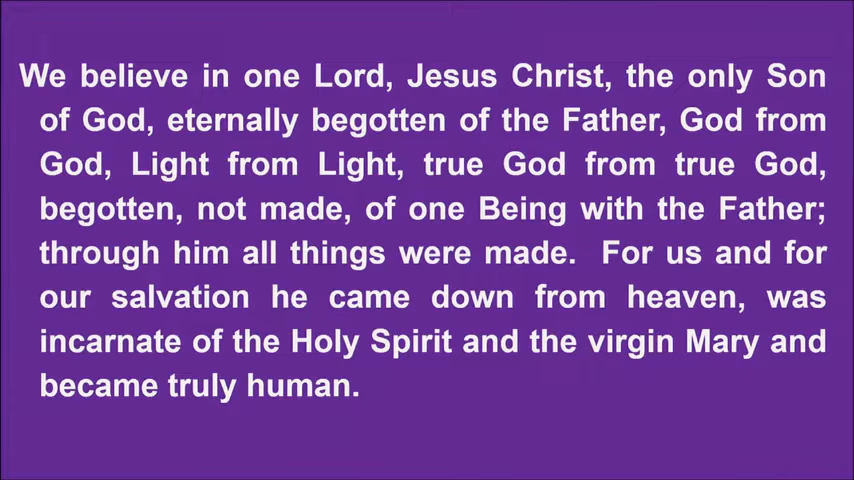 We believe in one Lord, Jesus Christ, the only Son
of God, eternally begotten of the Father, God from
God, Light from Light, true God from true God,
begotten, not made, of one Being with the Father;
through him all things were made.  For us and for
our salvation he came down from heaven, was
incarnate of the Holy Spirit and the virgin Mary and
became truly human.